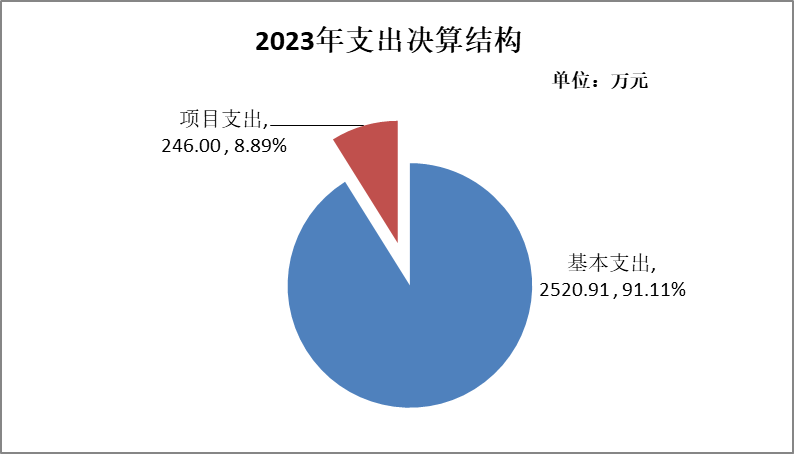 2023年支出决算结构
单位：万元
项目支出,
246.00 , 8.89%
基本支出,
2520.91 , 91.11%